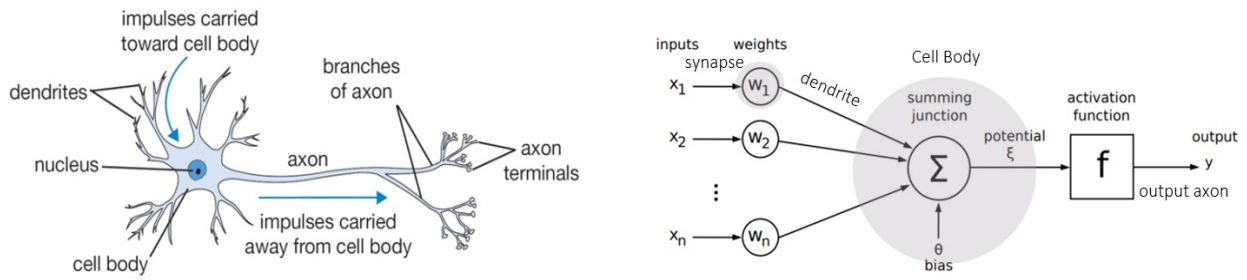 impulses carried
toward cell body
dendrites
branches
of axon
nucleus
axon
axon
terminals
impulses carried
away from cell body
cell body
inputs
weights
synapse
Cell Body
x1
w1
dendrite
summing
junction
activation
function
x2
w2
potential
ξ
Σ
f
output
y
output axon
⋮
xn
wn
θ
bias